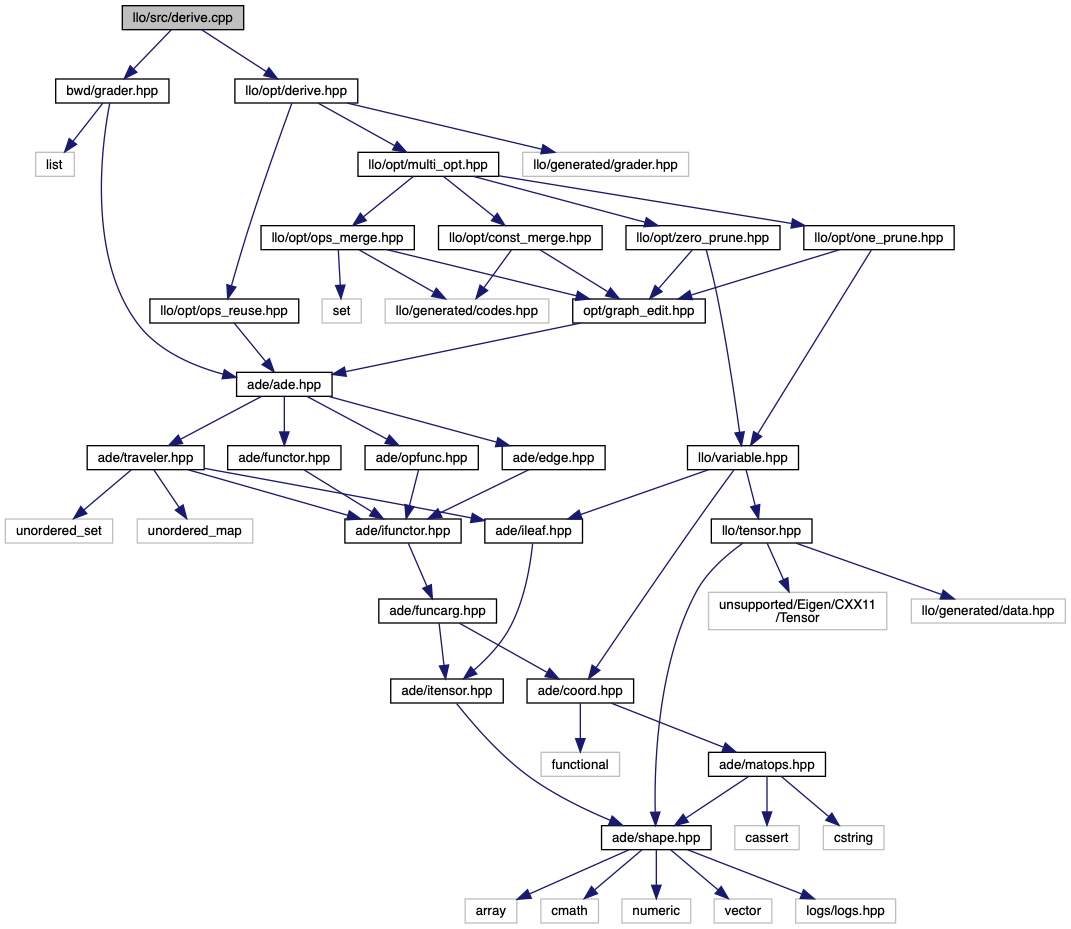 llo/src/derive.cpp
bwd/grader.hpp
llo/opt/derive.hpp
list
llo/opt/multi_opt.hpp
llo/generated/grader.hpp
llo/opt/ops_merge.hpp
llo/opt/const_merge.hpp
llo/opt/zero_prune.hpp
llo/opt/one_prune.hpp
llo/opt/ops_reuse.hpp
set
llo/generated/codes.hpp
opt/graph_edit.hpp
ade/ade.hpp
ade/traveler.hpp
ade/functor.hpp
ade/opfunc.hpp
ade/edge.hpp
llo/variable.hpp
unordered_set
unordered_map
ade/ifunctor.hpp
ade/ileaf.hpp
llo/tensor.hpp
ade/funcarg.hpp
unsupported/Eigen/CXX11
/Tensor
llo/generated/data.hpp
ade/itensor.hpp
ade/coord.hpp
functional
ade/matops.hpp
ade/shape.hpp
cassert
cstring
array
cmath
numeric
vector
logs/logs.hpp